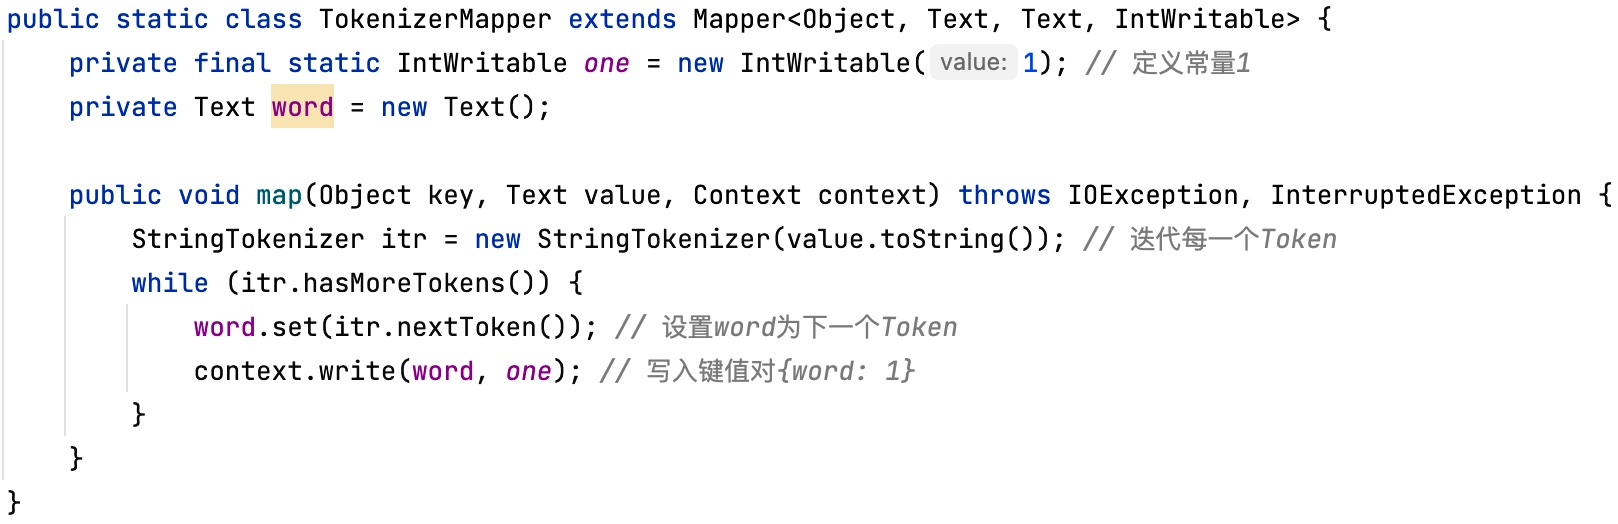 public static class TokenizerMapper extends Mapper<Object, Text, Text, IntWritable> {
    private final static IntWritable one = new IntWritable( value: 1); // 定义常量1
    private Text word = new Text();

    public void map(Object key, Text value, Context context) throws IOException, InterruptedException {
        StringTokenizer itr = new StringTokenizer(value.toString()); // 迭代每一个Token
        while (itr.hasMoreTokens()) {
            word.set(itr.nextToken()); // 设置word为下一个Token
            context.write(word, one); // 写入键值对{word: 1}
        }
    }
}